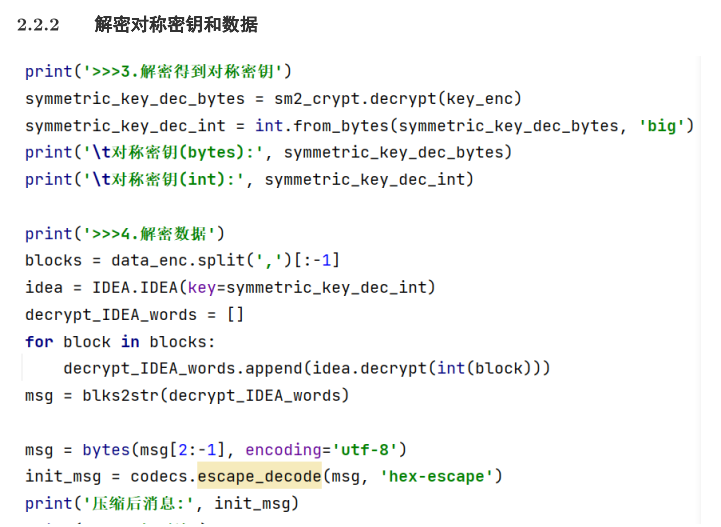 2.2.2 解密对称密钥和数据
print('>>>3.解密得到对称密钥')
symmetric_key_dec_bytes = sm2_crypt.decrypt(key_enc)
symmetric_key_dec_int = int.from_bytes(symmetric_key_dec_bytes, 'big')
print('\t对称密钥(bytes):', symmetric_key_dec_bytes)
print('\t对称密钥(int):', symmetric_key_dec_int)
print('>>>4.解密数据')
blocks = data_enc.split(',')[:-1]
idea = IDEA.IDEA(key=symmetric_key_dec_int)
decrypt_IDEA_words = []
for block in blocks:
    decrypt_IDEA_words.append(idea.decrypt(int(block)))
msg = blks2str(decrypt_IDEA_words)
msg = bytes(msg[2:-1], encoding='utf-8')
init_msg = codecs.escape_decode(msg, 'hex-escape')
print('压缩后消息:', init_msg)